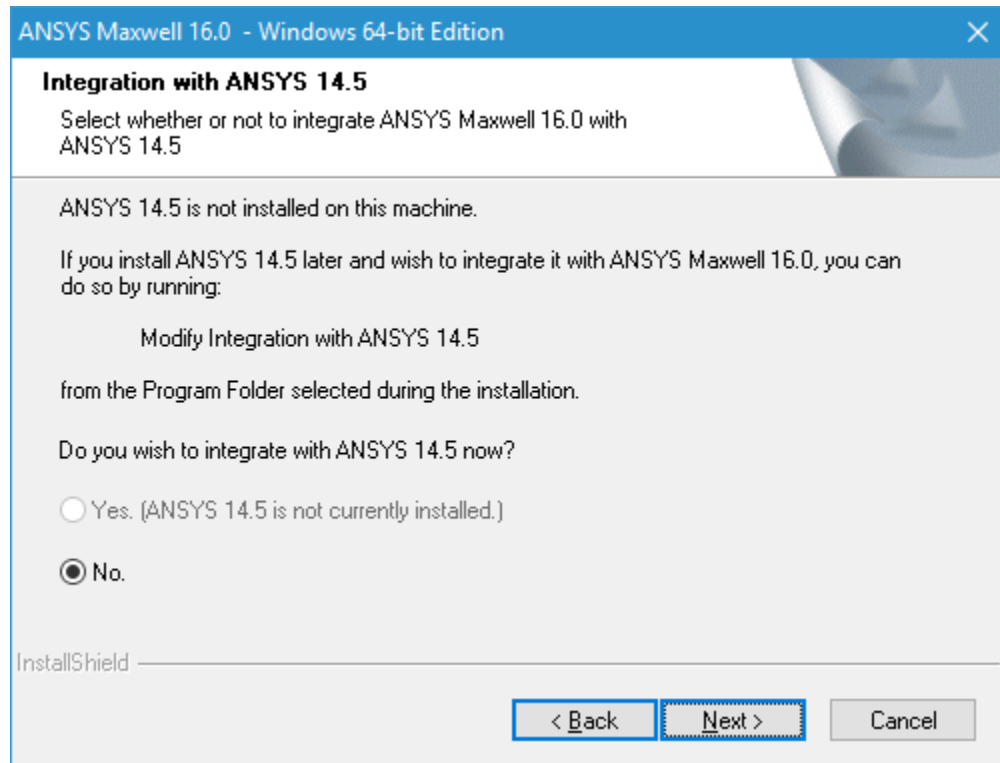 ANSYS Maxwell 16.0 - Windows 64-bit Edition
Integration with ANSYS 14.5
Select whether or not to integrate ANSYS Maxwell 16.0 with
ANSYS 14.5
ANSYS 14.5 is not installed on this machine.
If you install ANSYS 14.5 later and wish to integrate it with ANSYS Maxwell 16.0, you can
do so by running:
Modify Integration with ANSYS 14.5
from the Program Folder selected during the installation.
Do you wish to integrate with ANSYS 14.5 now?
Yes. (ANSYS 14.5 is not currently installed.)
No.
InstallShield
< Back Next > Cancel